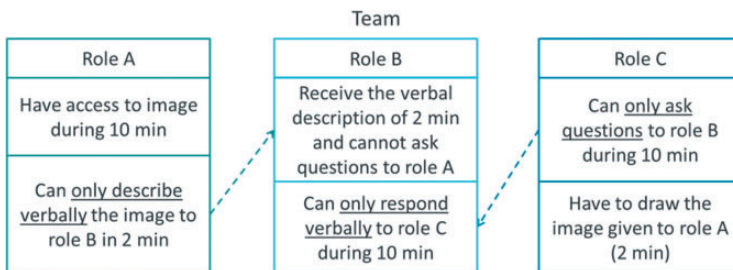 Team
Role A
Have access to image
during 10 min
Can only describe
verbally the image to
role B in 2 min
Role B
Receive the verbal
description of 2 min
and cannot ask
questions to role A
Can only respond
verbally to role C
during 10 min
Role C
Can only ask
questions to role B
during 10 min
Have to draw the
image given to role A
(2 min)